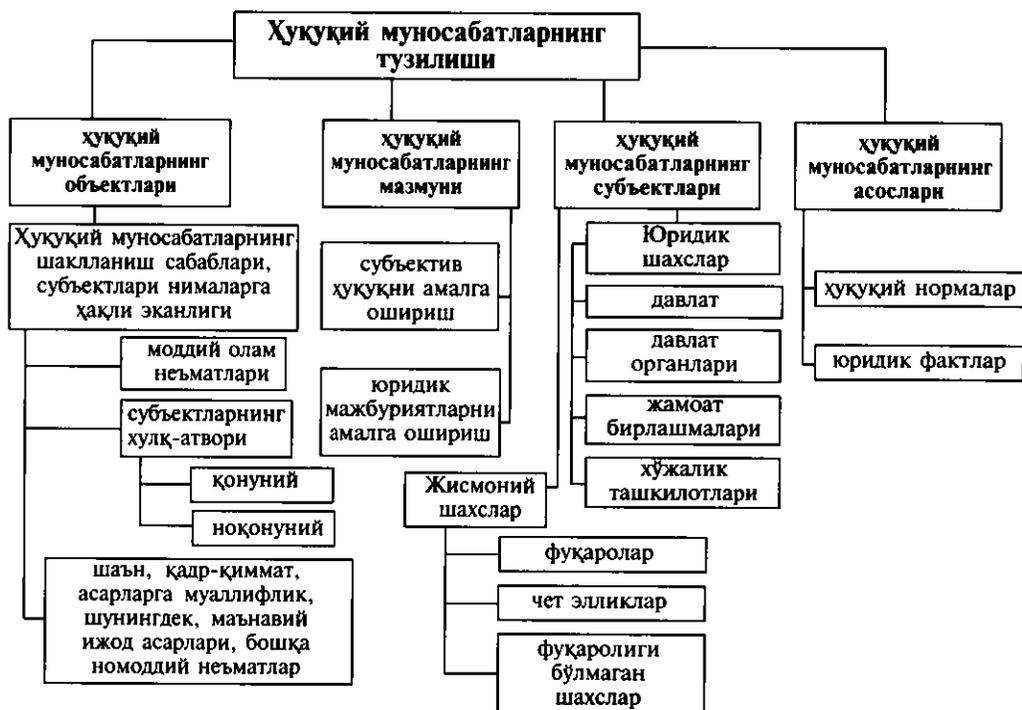 Ҳуқуқий муносабатларнинг
тузилиши
ҳуқуқий
муносабатларнинг
объектлари
ҳуқуқий
муносабатларнинг
мазмуни
ҳуқуқий
муносабатларнинг
субъектлари
ҳуқуқий
муносабатларнинг
асослари
Ҳуқуқий муносабатларнинг
шаклланиш сабаблари,
субъектлари нималарга
ҳақли эканлиги
моддий олам
неъматлари
субъектларнинг
хулқ-атвори
қонуний
ноқонуний
шаън, қадр-қиммат,
асарларга муаллифлик,
шунингдек, маънавий
ижод асарлари, бошқа
номоддий неъматлар
субъектив
ҳуқуқни амалга
ошириш
юридик
мажбуриятларни
амалга ошириш
Юридик
шахслар
давлат
давлат
органлари
жамоат
бирлашмалари
хўжалик
ташкилотлари
Жисмоний
шахслар
фуқаролар
чет элликлар
фуқаролиги
бўлмаган
шахслар
ҳуқуқий нормалар
юридик фактлар